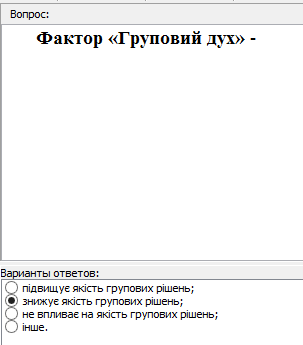 Вопрос:
Фактор «Груповий дух» -
Варианты ответов:
підвищує якість групових рішень;
знижує якість групових рішень;
не впливає на якість групових рішень;
інше.